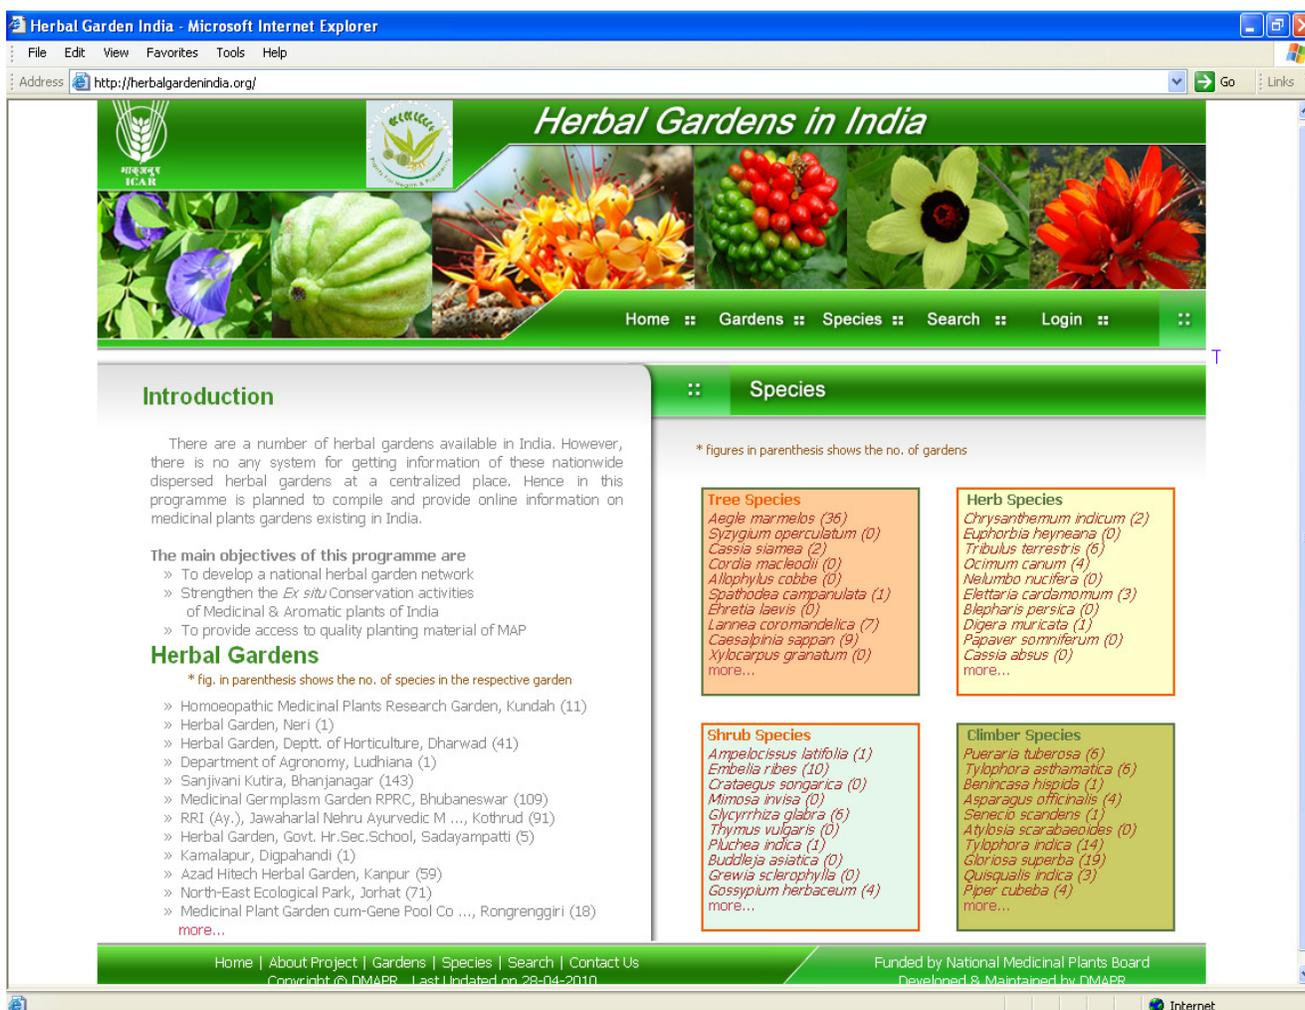 Herbal Garden India - Microsoft Internet Explorer
File Edit View Favorites Tools Help
Address http://herbalgardenindia.org/ Go Links
Herbal Gardens in India
भाकृअनुप
ICAR
Home :: Gardens :: Species :: Search :: Login :: ::
T
Introduction
There are a number of herbal gardens available in India. However,
there is no any system for getting information of these nationwide
dispersed herbal gardens at a centralized place. Hence in this
programme is planned to compile and provide online information on
medicinal plants gardens existing in India.
The main objectives of this programme are
» To develop a national herbal garden network
» Strengthen the Ex situ Conservation activities
of Medicinal & Aromatic plants of India
» To provide access to quality planting material of MAP
Herbal Gardens
* fig. in parenthesis shows the no. of species in the respective garden
» Homoeopathic Medicinal Plants Research Garden, Kundah (11)
» Herbal Garden, Neri (1)
» Herbal Garden, Deptt. of Horticulture, Dharwad (41)
» Department of Agronomy, Ludhiana (1)
» Sanjivani Kutira, Bhanjanagar (143)
» Medicinal Germplasm Garden RPRC, Bhubaneswar (109)
» RRI (Ay.), Jawaharlal Nehru Ayurvedic M ..., Kothrud (91)
» Herbal Garden, Govt. Hr.Sec.School, Sadayampatti (5)
» Kamalapur, Digpahandi (1)
» Azad Hitech Herbal Garden, Kanpur (59)
» North-East Ecological Park, Jorhat (71)
» Medicinal Plant Garden cum-Gene Pool Co ..., Rongrenggiri (18)
more...
:: Species
* figures in parenthesis shows the no. of gardens
Tree Species
Aegle marmelos (36)
Syzygium operculatum (0)
Cassia siamea (2)
Cordia macleodii (0)
Allophylus cobbe (0)
Spathodea campanulata (1)
Ehretia laevis (0)
Lannea coromandelica (7)
Caesalpinia sappan (9)
Xylocarpus granatum (0)
more...
Herb Species
Chrysanthemum indicum (2)
Euphorbia heyneana (0)
Tribulus terrestris (6)
Ocimum canum (4)
Nelumbo nucifera (0)
Elettaria cardamomum (3)
Blepharis persica (0)
Digera muricata (1)
Papaver somniferum (0)
Cassia absus (0)
more...
Shrub Species
Ampelocissus latifolia (1)
Embelia ribes (10)
Crataegus songarica (0)
Mimosa invisa (0)
Glycyrrhiza glabra (6)
Thymus vulgaris (0)
Pluchea indica (1)
Buddleja asiatica (0)
Grewia sclerophylla (0)
Gossypium herbaceum (4)
more...
Climber Species
Pueraria tuberosa (6)
Tylophora asthamatica (6)
Benincasa hispida (1)
Asparagus officinalis (4)
Senecio scandens (1)
Atylosia scarabaeoides (0)
Tylophora indica (14)
Gloriosa superba (19)
Quisqualis indica (3)
Piper cubeba (4)
more...
Home | About Project | Gardens | Species | Search | Contact Us
Copyright © DMAPR Last Updated on 28-04-2010
Funded by National Medicinal Plants Board
Developed & Maintained by DMAPR
Internet